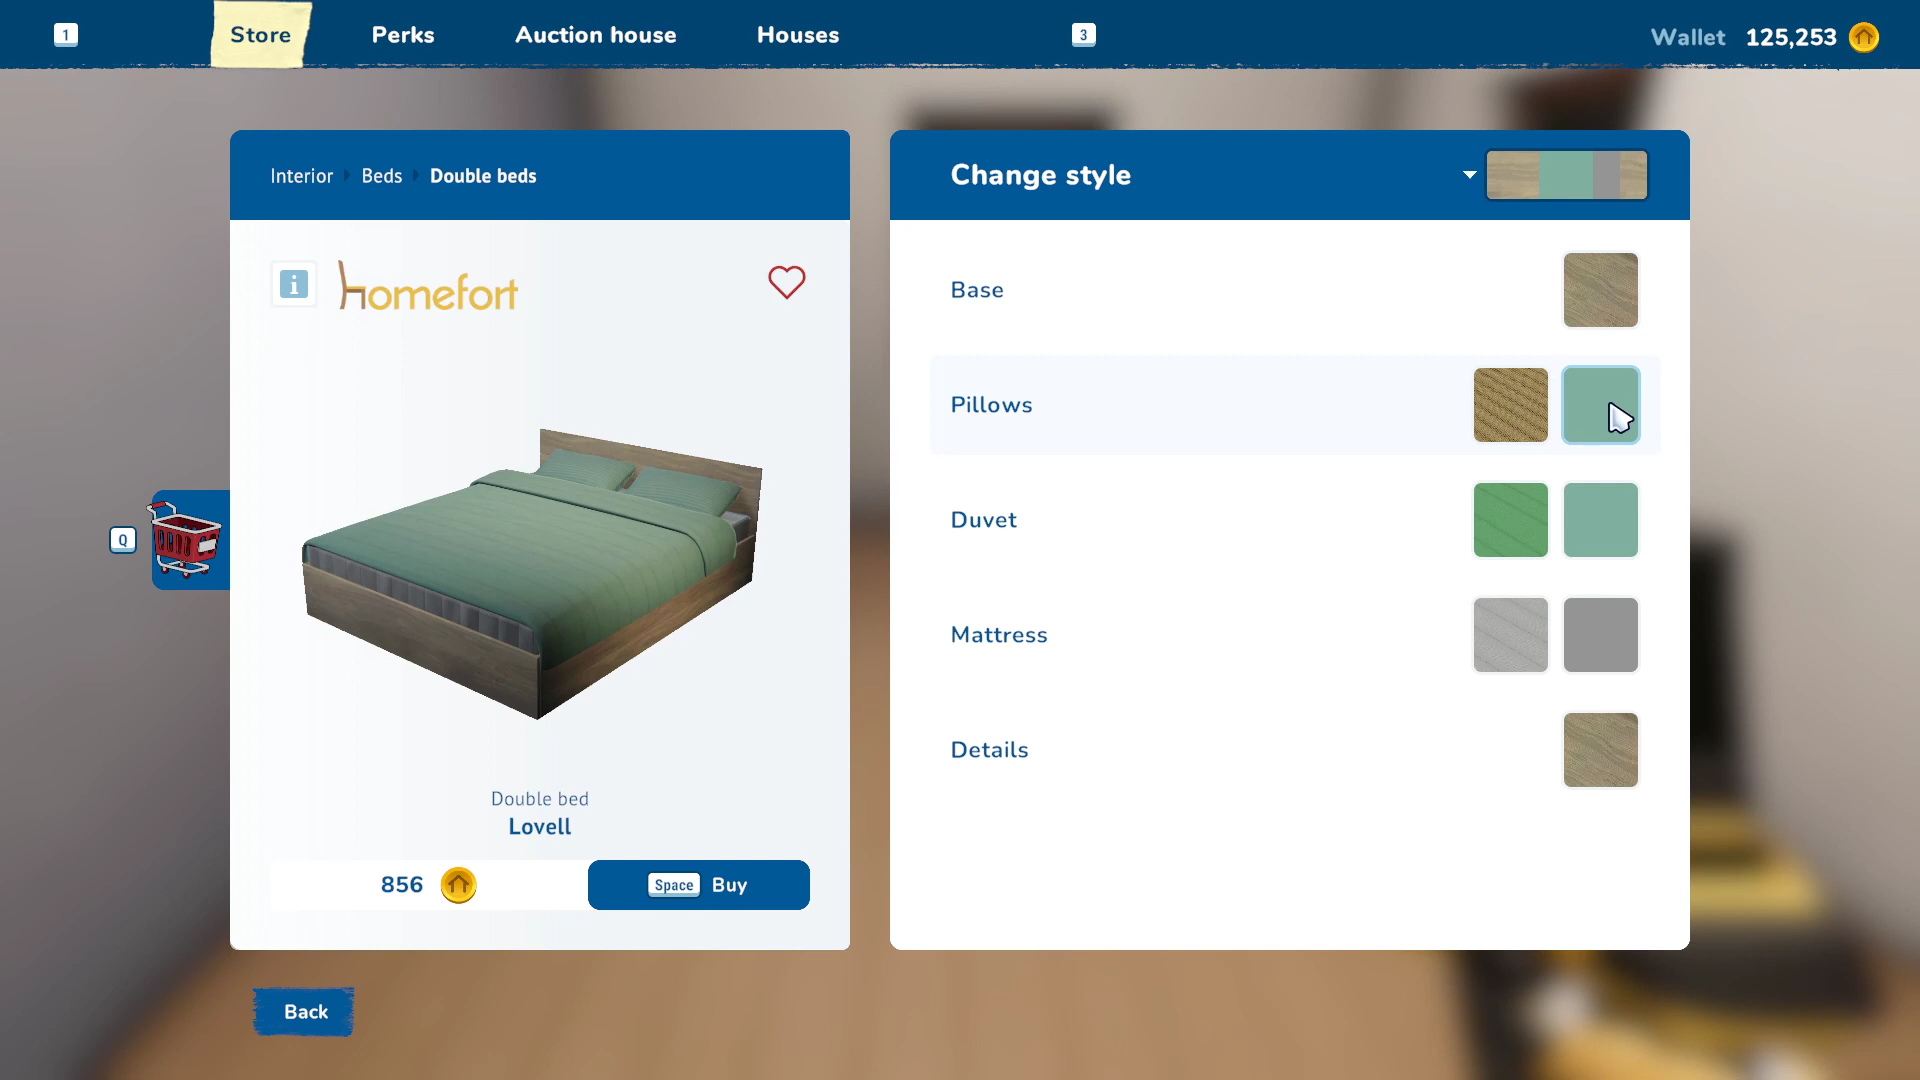 1 Store Perks Auction house Houses 3 Wallet 125,253
Interior Beds Double beds
Change style
i homefort
Base
Pillows
Duvet
Q
Mattress
Details
Double bed
Lovell
856 Space Buy
Back